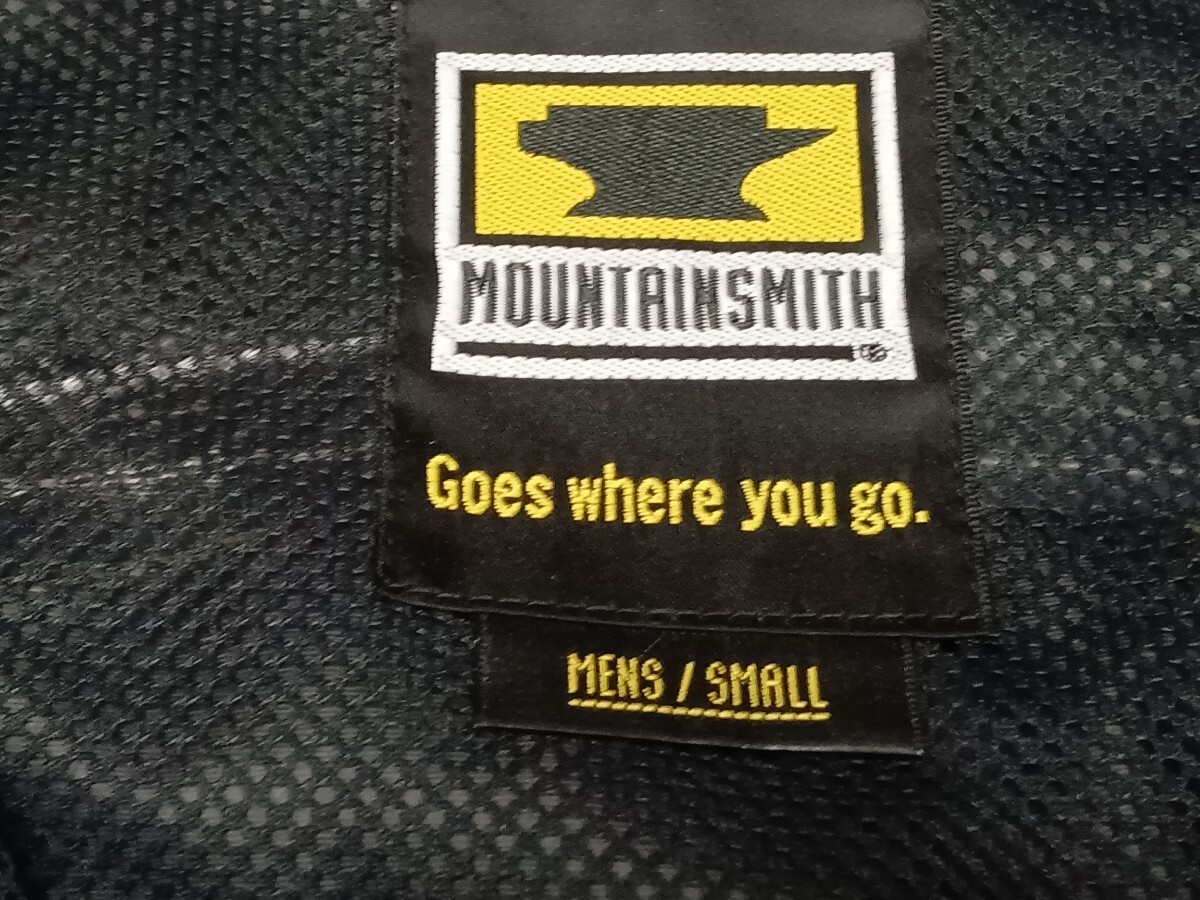 MOUNTAINSMITH®
Goes where you go.
MENS / SMALL